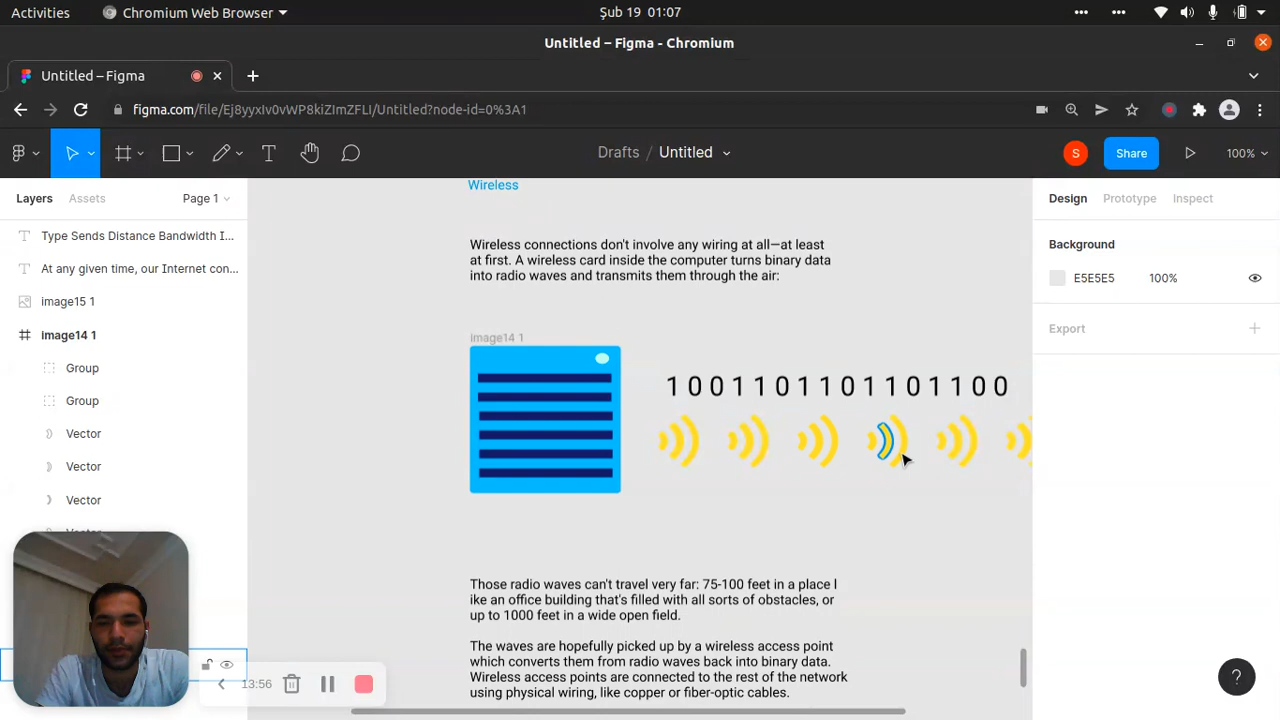 Activities
Chromium Web Browser
Şub 19 01:07
Untitled – Figma - Chromium
Untitled – Figma
figma.com/file/Ej8yyxIv0vWP8kiZImZFLI/Untitled?node-id=0%3A1
Drafts / Untitled
S
Share
100%
Layers
Assets
Page 1
Design
Prototype
Inspect
Type Sends Distance Bandwidth I...
At any given time, our Internet con...
image15 1
image14 1
Group
Group
Vector
Vector
Vector
13:56
Wireless
Wireless connections don't involve any wiring at all—at least
at first. A wireless card inside the computer turns binary data
into radio waves and transmits them through the air:
image14 1
1 0 0 1 1 0 1 1 0 1 1 0 1 1 0 0
Those radio waves can't travel very far: 75-100 feet in a place l
ike an office building that's filled with all sorts of obstacles, or
up to 1000 feet in a wide open field.
The waves are hopefully picked up by a wireless access point
which converts them from radio waves back into binary data.
Wireless access points are connected to the rest of the network
using physical wiring, like copper or fiber-optic cables.
Background
E5E5E5
100%
Export
?